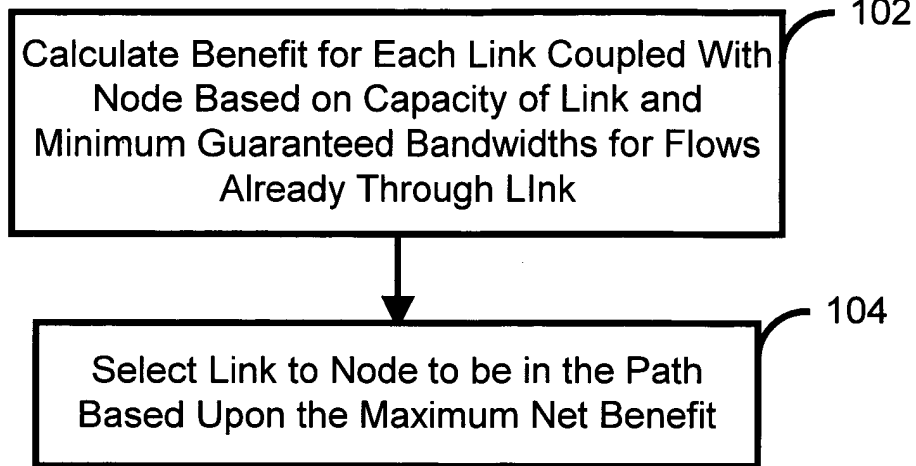 102
Calculate Benefit for Each Link Coupled With
Node Based on Capacity of Link and
Minimum Guaranteed Bandwidths for Flows
Already Through LInk
104
Select Link to Node to be in the Path
Based Upon the Maximum Net Benefit